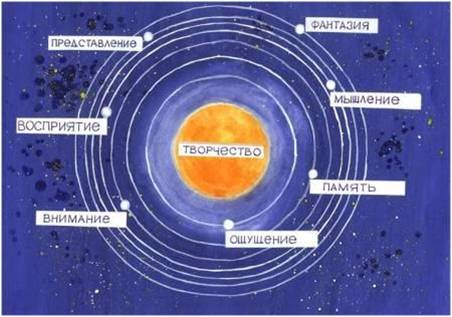 ФАНТАЗИЯ
ПРЕДСТАВЛЕНИЕ
МЫШЛЕНИЕ
ВОСПРИЯТИЕ
ТВОРЧЕСТВО
ПАМЯТЬ
ВНИМАНИЕ
ОЩУЩЕНИЕ